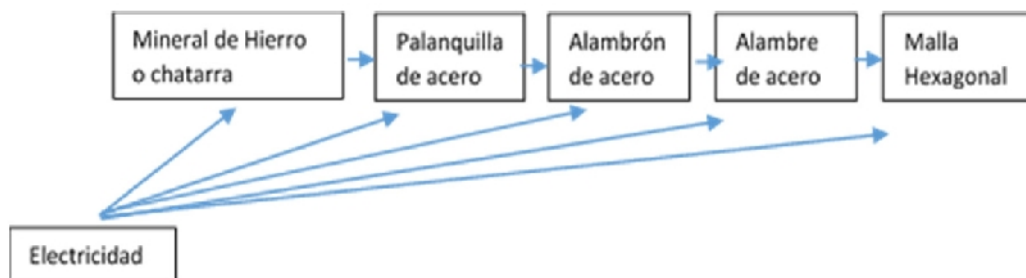 Mineral de Hierro
o chatarra
Palanquilla
de acero
Alambrón
de acero
Alambre
de acero
Malla
Hexagonal
Electricidad